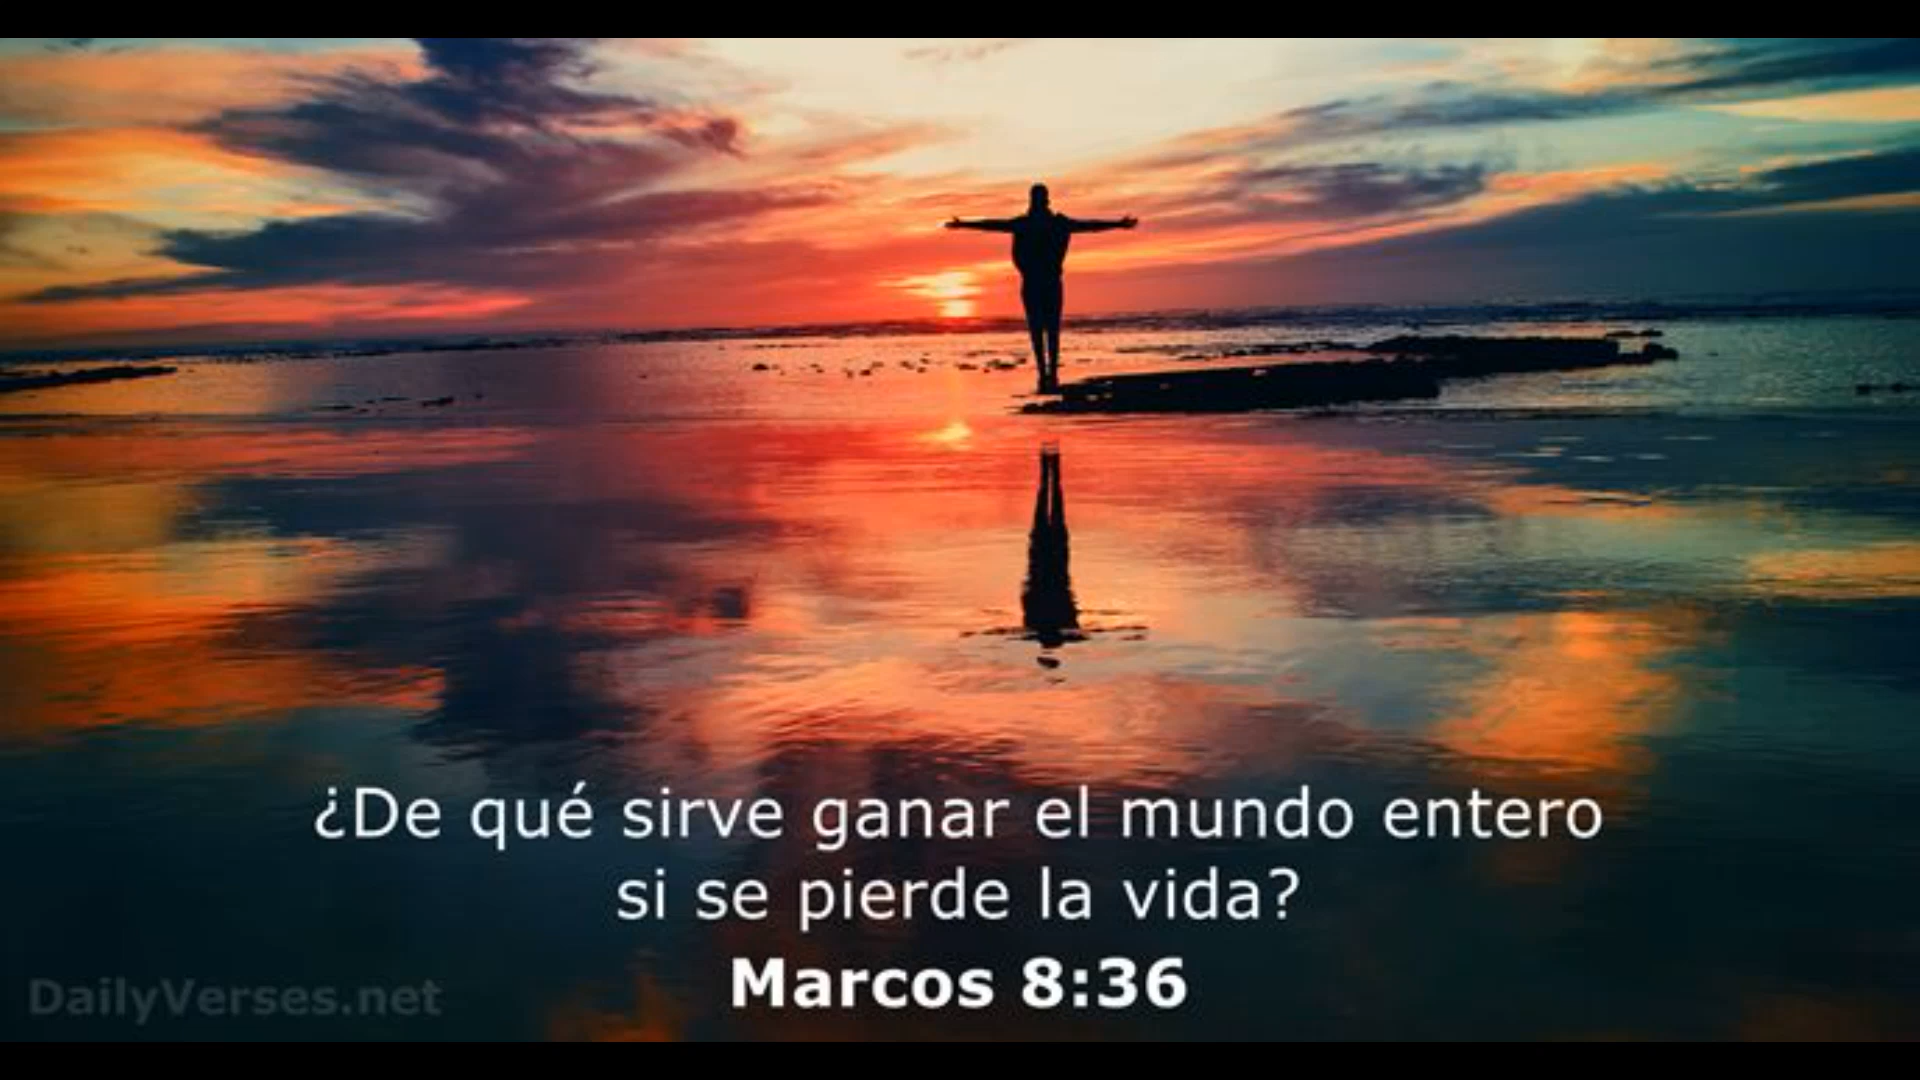 ¿De qué sirve ganar el mundo entero
si se pierde la vida?
Marcos 8:36
DailyVerses.net